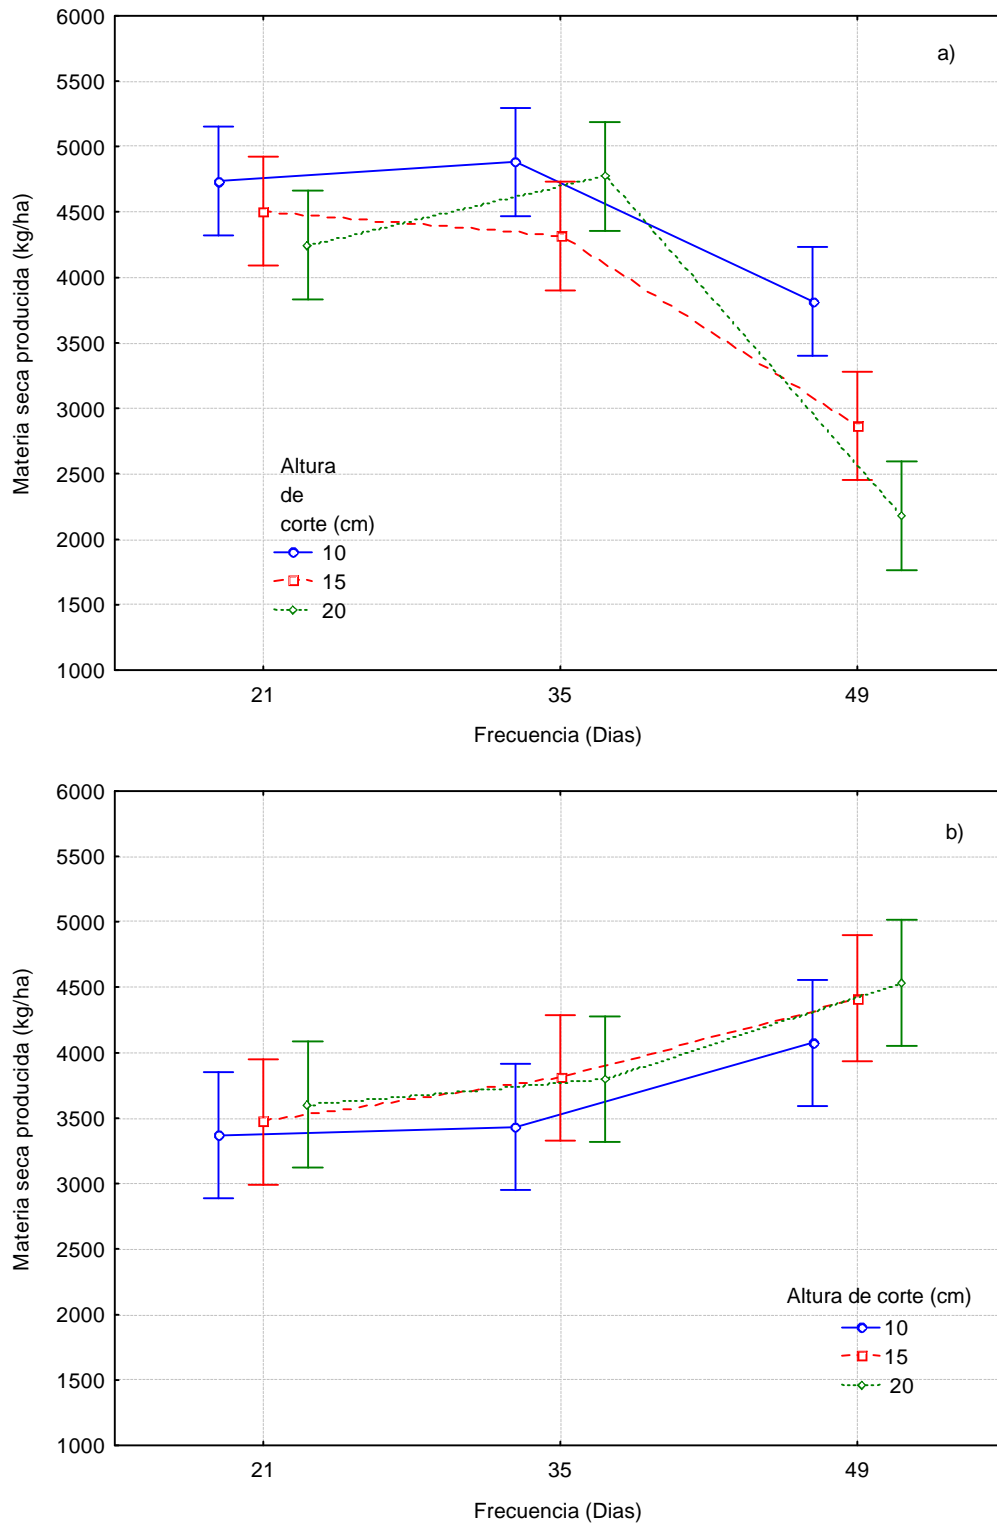 6000
a)
5500
5000
4500
4000
3500
3000
2500
2000
1500
1000
Materia seca producida (kg/ha)
Altura
de
corte (cm)
10
15
20
21 35 49
Frecuencia (Dias)
6000
b)
5500
5000
4500
4000
3500
3000
2500
2000
1500
1000
Materia seca producida (kg/ha)
Altura de corte (cm)
10
15
20
21 35 49
Frecuencia (Dias)